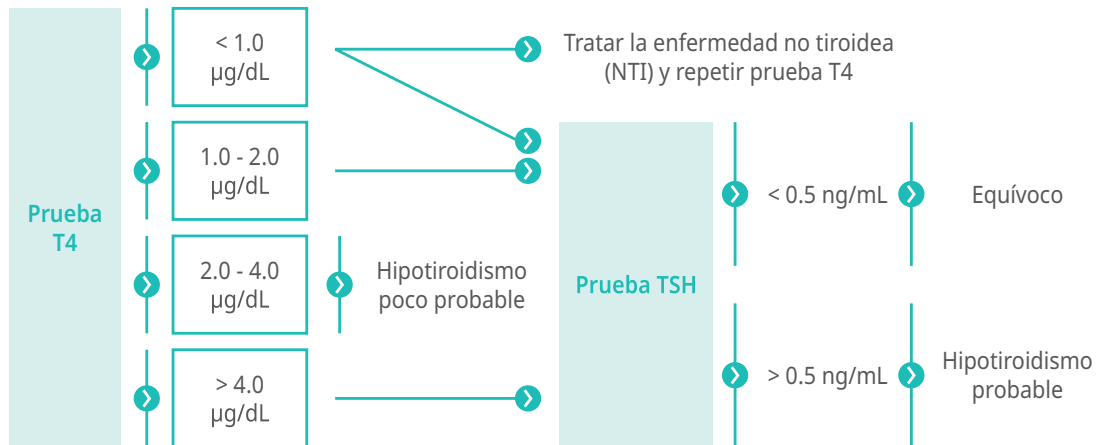 Prueba
T4
< 1.0
μg/dL
1.0 - 2.0
μg/dL
2.0 - 4.0
μg/dL
> 4.0
μg/dL
Tratar la enfermedad no tiroidea
(NTI) y repetir prueba T4
Hipotiroidismo
poco probable
Prueba TSH
< 0.5 ng/mL
Equívoco
> 0.5 ng/mL
Hipotiroidismo
probable